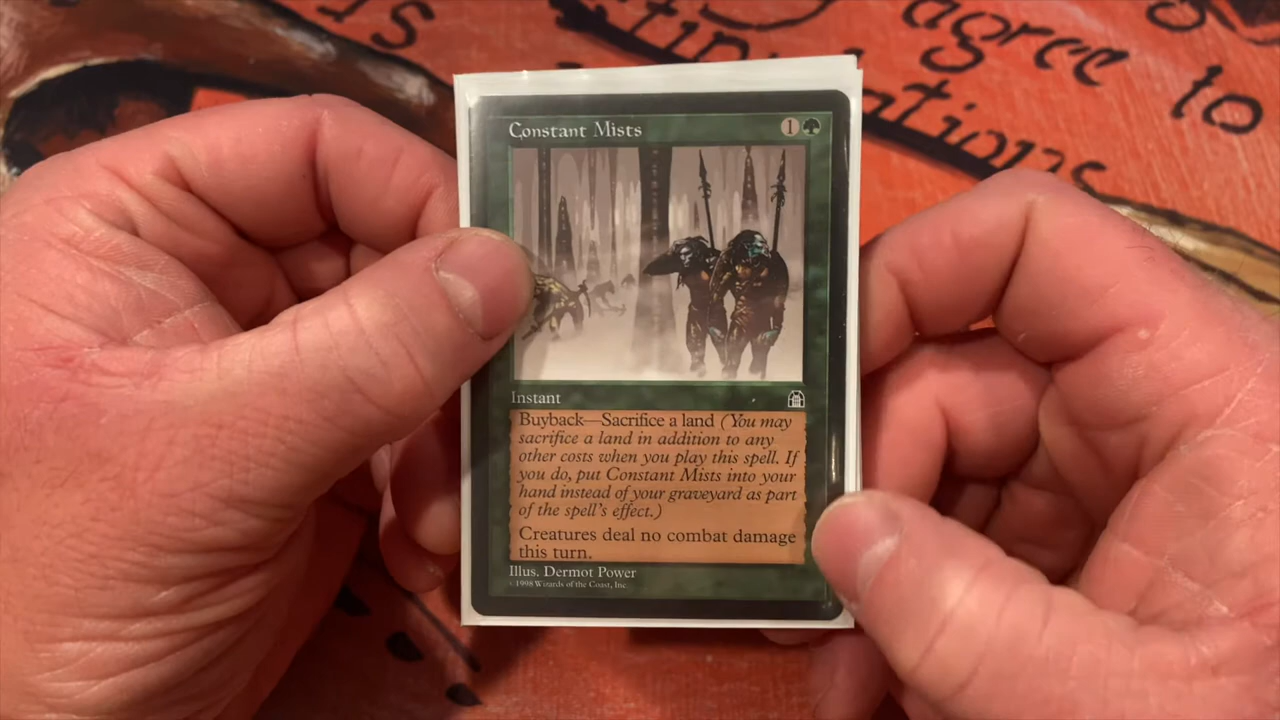 agree to
Constant Mists 1
Instant
Buyback—Sacrifice a land (You may
sacrifice a land in addition to any
other costs when you play this spell. If
you do, put Constant Mists into your
hand instead of your graveyard as part
of the spell's effect.)
Creatures deal no combat damage
this turn.
Illus. Dermot Power
© 1998 Wizards of the Coast, Inc.